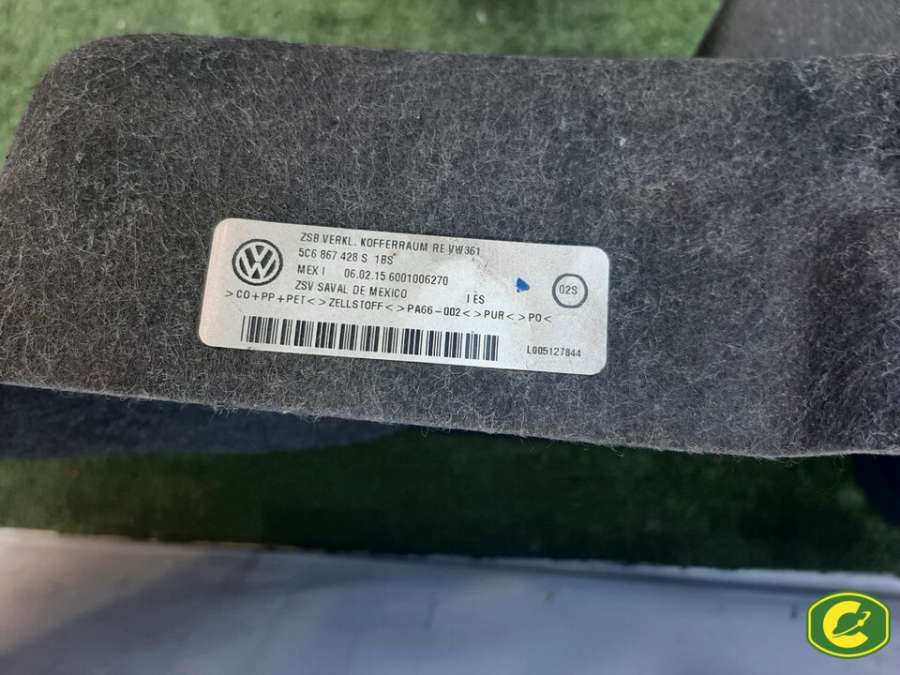 ZSB VERKL. KOFFERRAUM RE VW361
5C6 867 428 S 1BS
MEX I 06.02.15 6001006270
ZSV SAVAL DE MEXICO I ES
02S
>CO+PP+PET<>ZELLSTOFF<>PA66-002<>PUR<>PO<
L005127844